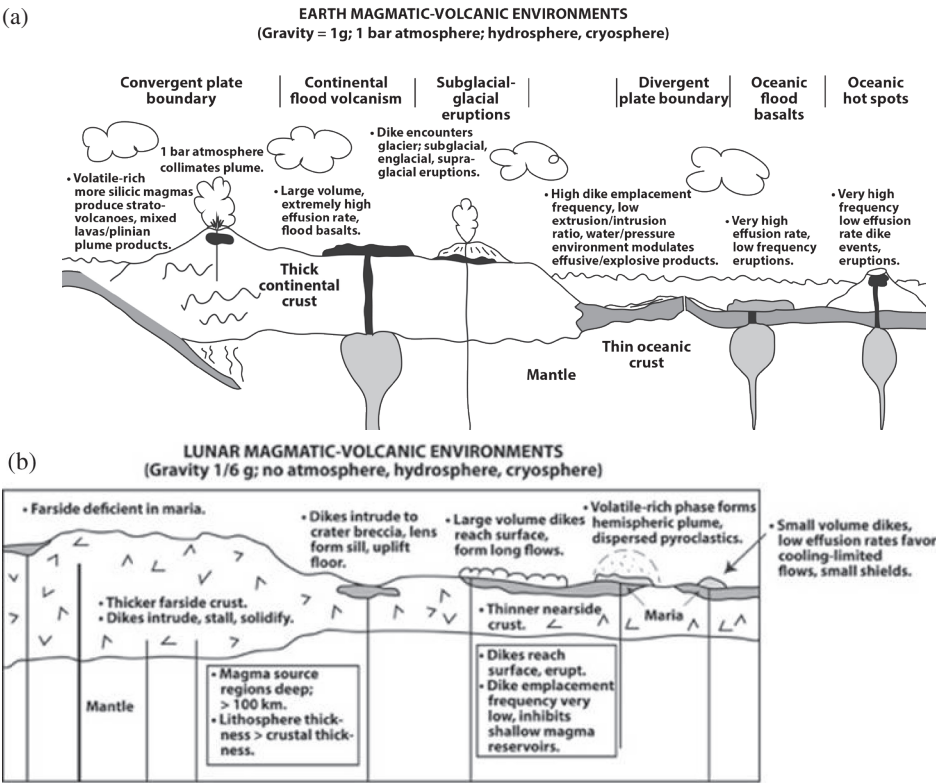 (a)
EARTH MAGMATIC-VOLCANIC ENVIRONMENTS
(Gravity = 1g; 1 bar atmosphere; hydrosphere, cryosphere)
Convergent plate
boundary
Continental
flood volcanism
Subglacial-
glacial
eruptions
Divergent
plate boundary
Oceanic
flood
basalts
Oceanic
hot spots
1 bar atmosphere
collimates plume.
• Volatile-rich
more silicic magmas
produce strato-
volcanoes, mixed
lavas/plinian
plume products.
• Large volume,
extremely high
effusion rate,
flood basalts.
• Dike encounters
glacier; subglacial,
englacial, supra-
glacial eruptions.
• High dike emplacement
frequency, low
extrusion/intrusion
ratio, water/pressure
environment modulates
effusive/explosive products.
• Very high
effusion rate,
low frequency
eruptions.
• Very high
frequency
low effusion
rate dike
events,
eruptions.
Thick
continental
crust
Thin oceanic
crust
Mantle
(b)
LUNAR MAGMATIC-VOLCANIC ENVIRONMENTS
(Gravity 1/6 g; no atmosphere, hydrosphere, cryosphere)
• Farside deficient in maria.
• Dikes intrude to
crater breccia, lens
form sill, uplift
floor.
• Large volume dikes
reach surface,
form long flows.
• Volatile-rich phase forms
hemispheric plume,
dispersed pyroclastics.
• Small volume dikes,
low effusion rates favor
cooling-limited
flows, small shields.
• Thicker farside crust.
• Dikes intrude, stall, solidify.
• Thinner nearside
crust.
Maria
Mantle
• Magma source
regions deep;
> 100 km.
• Lithosphere thick-
ness > crustal thick-
ness.
• Dikes reach
surface, erupt.
• Dike emplacement
frequency very
low, inhibits
shallow magma
reservoirs.